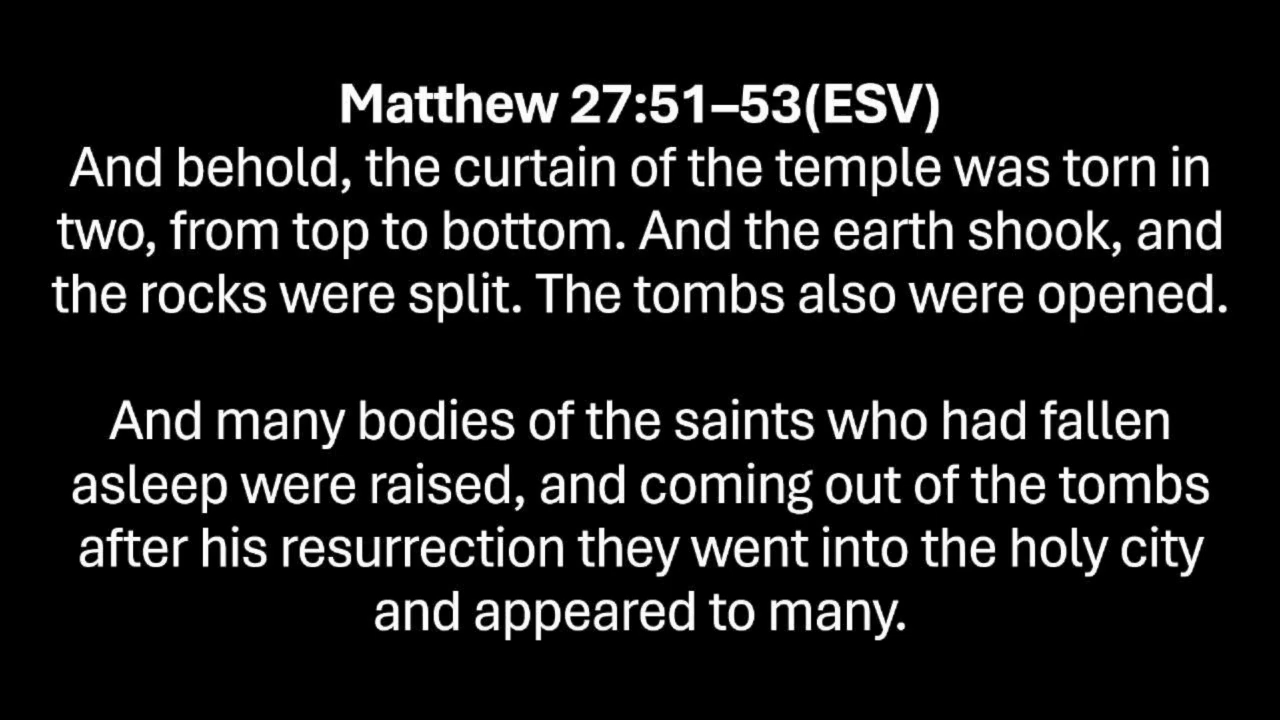 Matthew 27:51–53(ESV)
And behold, the curtain of the temple was torn in
two, from top to bottom. And the earth shook, and
the rocks were split. The tombs also were opened.
And many bodies of the saints who had fallen
asleep were raised, and coming out of the tombs
after his resurrection they went into the holy city
and appeared to many.